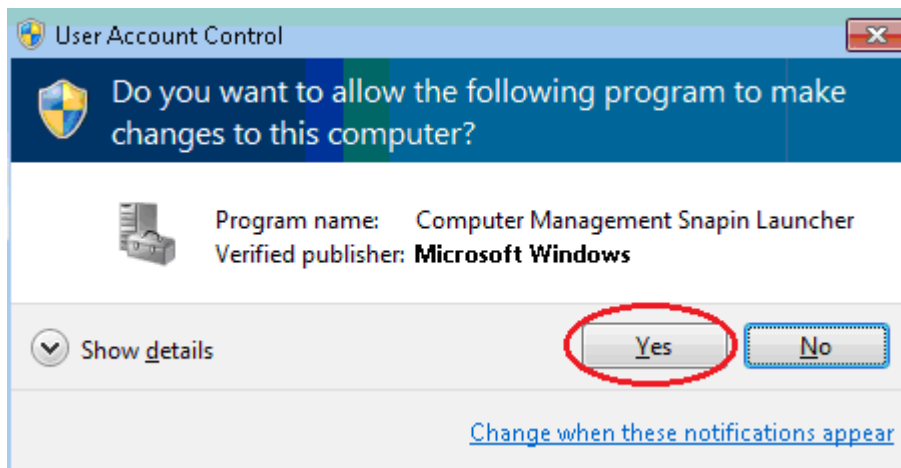 User Account Control
Do you want to allow the following program to make
changes to this computer?
Program name: Computer Management Snapin Launcher
Verified publisher: Microsoft Windows
Show details
Yes
No
Change when these notifications appear